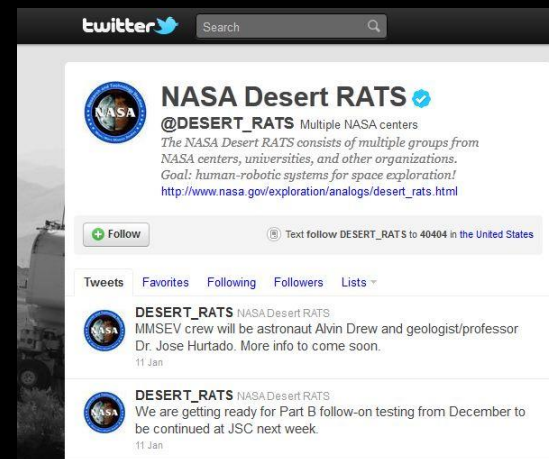 twitter
Search
NASA Desert RATS
@DESERT_RATS Multiple NASA centers
The NASA Desert RATS consists of multiple groups from
NASA centers, universities, and other organizations.
Goal: human-robotic systems for space exploration!
http://www.nasa.gov/exploration/analogs/desert_rats.html
Follow
Text follow DESERT_RATS to 40404 in the United States
Tweets Favorites Following Followers Lists
DESERT_RATS NASA Desert RATS
MMSEV crew will be astronaut Alvin Drew and geologist/professor
Dr. Jose Hurtado. More info to come soon.
11 Jan
DESERT_RATS NASA Desert RATS
We are getting ready for Part B follow-on testing from December to
be continued at JSC next week.
11 Jan
NASA
NASA
NASA